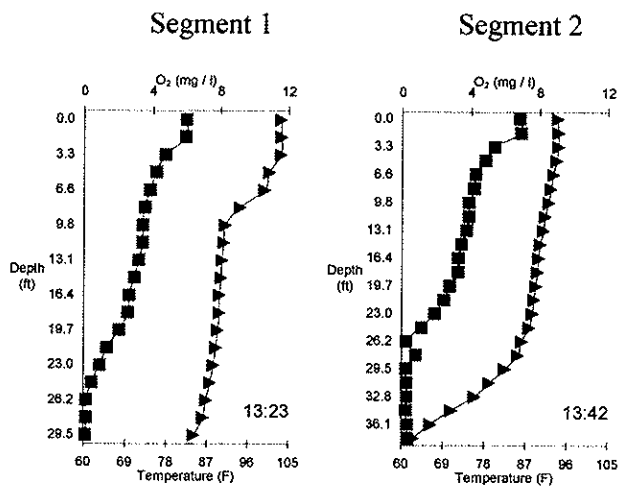 Segment 1
O₂ (mg / l)
0 4 8 12
0.0
3.3
6.6
9.8
13.1
Depth
(ft)
16.4
19.7
23.0
26.2
29.5
13:23
60 69 78 87 96 105
Temperature (F)
Segment 2
O₂ (mg / l)
0 4 8 12
0.0
3.3
6.6
9.8
13.1
16.4
Depth
(ft)
19.7
23.0
26.2
29.5
32.8
36.1
13:42
60 69 78 87 96 105
Temperature (F)